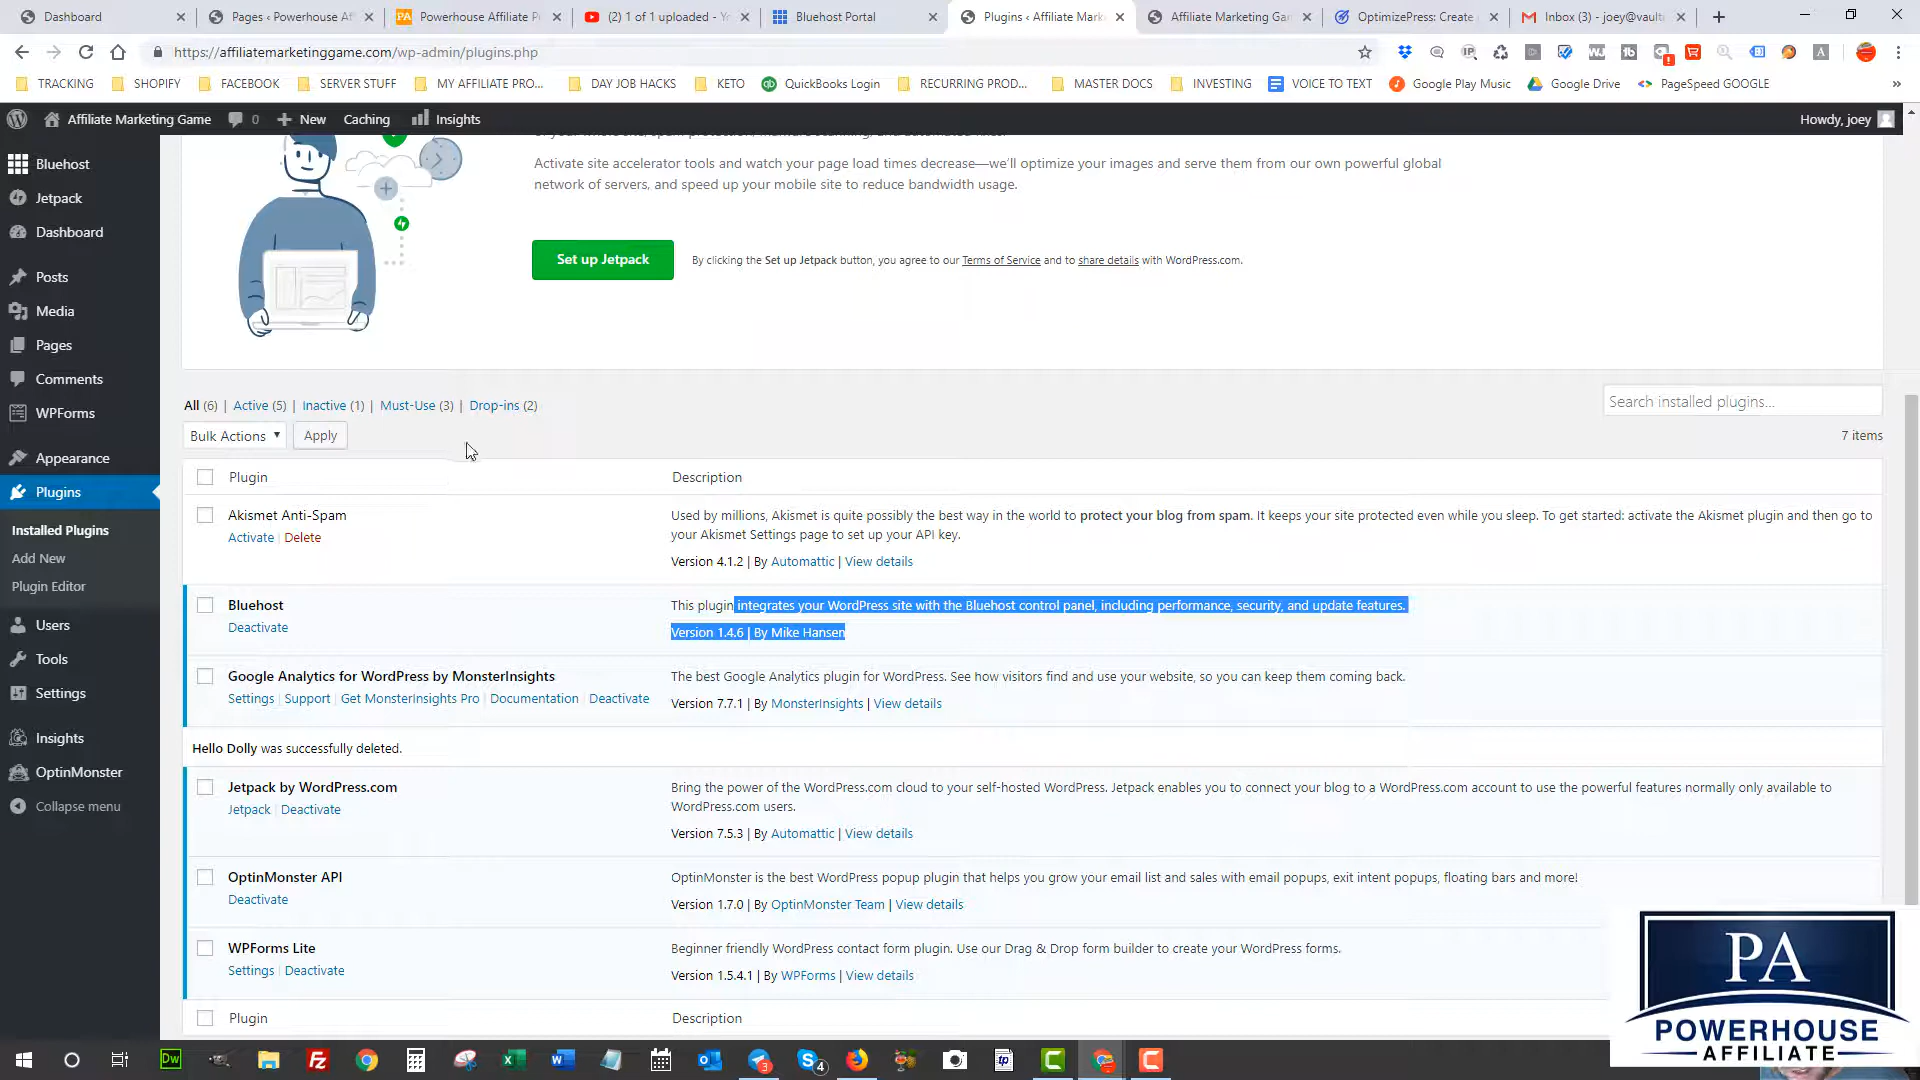 Dashboard
Pages ‹ Powerhouse Aff
Powerhouse Affiliate P
(2) 1 of 1 uploaded - Y
Bluehost Portal
Plugins ‹ Affiliate Mark
Affiliate Marketing Ga
OptimizePress: Create
Inbox (3) - joey@vault
https://affiliatemarketinggame.com/wp-admin/plugins.php
TRACKING
SHOPIFY
FACEBOOK
SERVER STUFF
MY AFFILIATE PRO...
DAY JOB HACKS
KETO
QuickBooks Login
RECURRING PROD...
MASTER DOCS
INVESTING
VOICE TO TEXT
Google Play Music
Google Drive
PageSpeed GOOGLE
Affiliate Marketing Game
0
New
Caching
Insights
Howdy, joey
Bluehost
Jetpack
Dashboard
Posts
Media
Pages
Comments
WPForms
Appearance
Plugins
Installed Plugins
Add New
Plugin Editor
Users
Tools
Settings
Insights
OptinMonster
Collapse menu
Activate site accelerator tools and watch your page load times decrease—we'll optimize your images and serve them from our own powerful global
network of servers, and speed up your mobile site to reduce bandwidth usage.
Set up Jetpack
By clicking the Set up Jetpack button, you agree to our Terms of Service and to share details with WordPress.com.
All (6) | Active (5) | Inactive (1) | Must-Use (3) | Drop-ins (2)
Search installed plugins...
Bulk Actions
Apply
7 items
Plugin
Description
Akismet Anti-Spam
Activate | Delete
Used by millions, Akismet is quite possibly the best way in the world to protect your blog from spam. It keeps your site protected even while you sleep. To get started: activate the Akismet plugin and then go to
your Akismet Settings page to set up your API key.
Version 4.1.2 | By Automattic | View details
Bluehost
Deactivate
This plugin integrates your WordPress site with the Bluehost control panel, including performance, security, and update features.
Version 1.4.6 | By Mike Hansen
Google Analytics for WordPress by MonsterInsights
Settings | Support | Get MonsterInsights Pro | Documentation | Deactivate
The best Google Analytics plugin for WordPress. See how visitors find and use your website, so you can keep them coming back.
Version 7.7.1 | By MonsterInsights | View details
Hello Dolly was successfully deleted.
Jetpack by WordPress.com
Jetpack | Deactivate
Bring the power of the WordPress.com cloud to your self-hosted WordPress. Jetpack enables you to connect your blog to a WordPress.com account to use the powerful features normally only available to
WordPress.com users.
Version 7.5.3 | By Automattic | View details
OptinMonster API
Deactivate
OptinMonster is the best WordPress popup plugin that helps you grow your email list and sales with email popups, exit intent popups, floating bars and more!
Version 1.7.0 | By OptinMonster Team | View details
WPForms Lite
Settings | Deactivate
Beginner friendly WordPress contact form plugin. Use our Drag & Drop form builder to create your WordPress forms.
Version 1.5.4.1 | By WPForms | View details
Plugin
Description
PA
POWERHOUSE
AFFILIATE